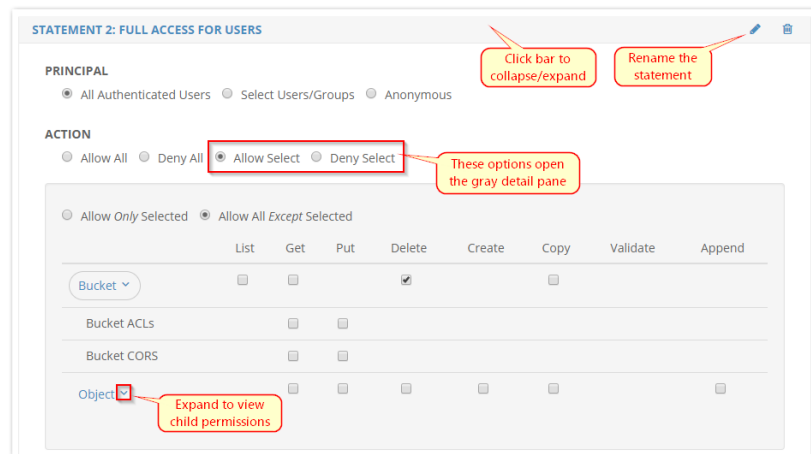 STATEMENT 2: FULL ACCESS FOR USERS
Click bar to
collapse/expand
Rename the
statement
PRINCIPAL
All Authenticated Users Select Users/Groups Anonymous
ACTION
Allow All Deny All Allow Select Deny Select
These options open
the gray detail pane
Allow Only Selected Allow All Except Selected
List Get Put Delete Create Copy Validate Append
Bucket
Bucket ACLs
Bucket CORS
Object
Expand to view
child permissions